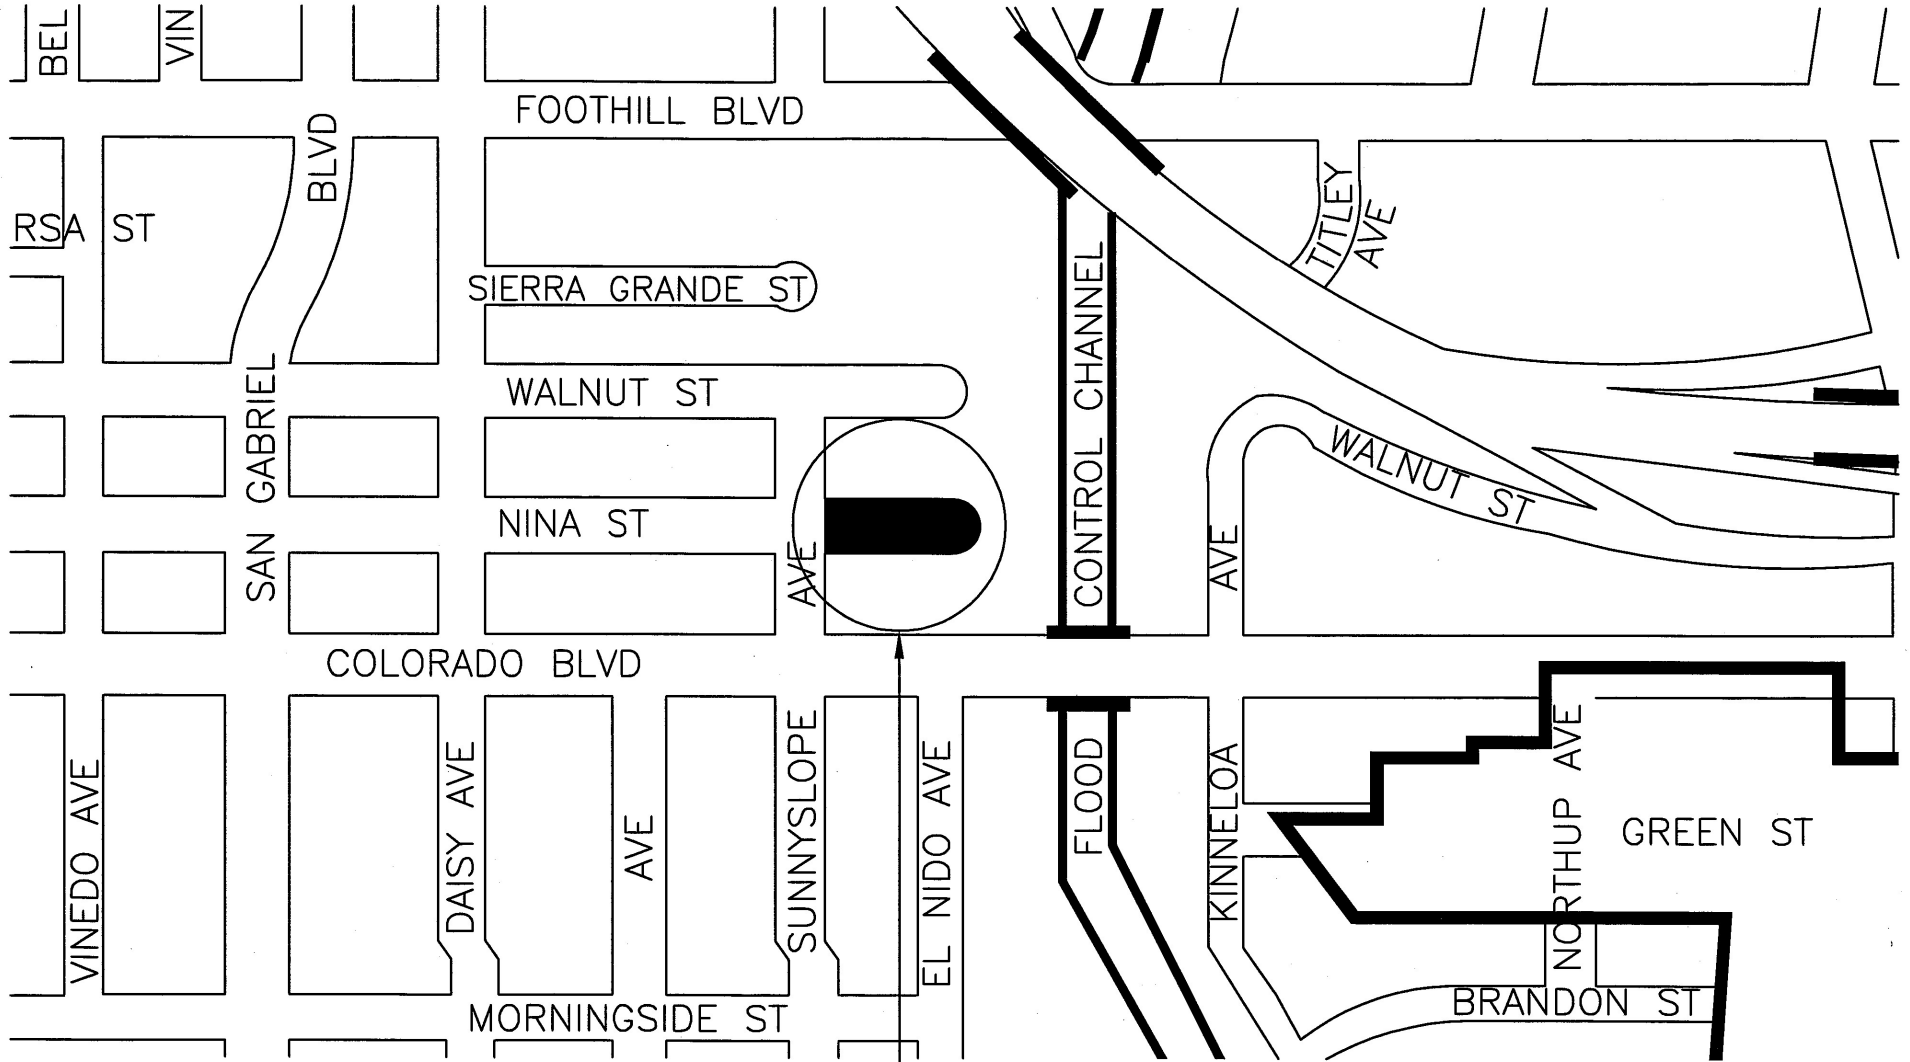 BEL
VIN
FOOTHILL BLVD
BLVD
TITLEY
AVE
RSA ST
SIERRA GRANDE ST
WALNUT ST
SAN GABRIEL
CONTROL CHANNEL
WALNUT ST
NINA ST
AVE
AVE
COLORADO BLVD
VINEDO AVE
DAISY AVE
AVE
SUNNYSLOPE
EL NIDO AVE
FLOOD
KINNELOA
NORTHUP AVE
GREEN ST
BRANDON ST
MORNINGSIDE ST